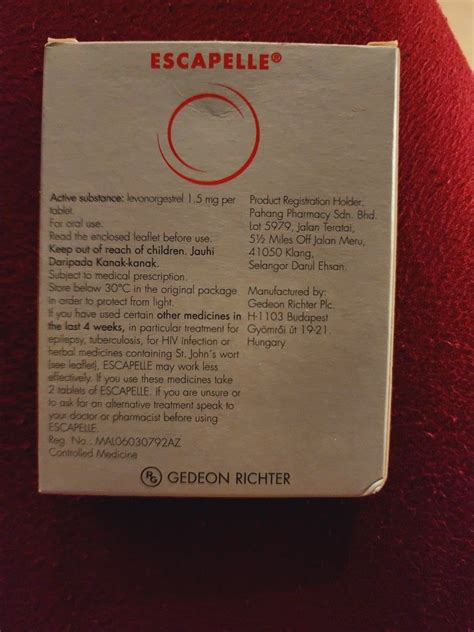 ESCAPELLE®
Active substance: levonorgestrel 1.5 mg per
tablet.
For oral use.
Read the enclosed leaflet before use.
Keep out of reach of children. Jauhi
Daripada Kanak-kanak.
Subject to medical prescription.
Store below 30°C in the original package
in order to protect from light.
If you have used certain other medicines in
the last 4 weeks, in particular treatment for
epilepsy, tuberculosis, for HIV infection or
herbal medicines containing St. John's wort
(see leaflet), ESCAPELLE may work less
effectively. If you use these medicines take
2 tablets of ESCAPELLE. If you are unsure or
to ask for an alternative treatment speak to
your doctor or pharmacist before using
ESCAPELLE.
Reg. No.: MAL06030792AZ
Controlled Medicine
Product Registration Holder:
Pahang Pharmacy Sdn. Bhd.
Lot 5979, Jalan Teratai,
5½ Miles Off Jalan Meru,
41050 Klang,
Selangor Darul Ehsan.
Manufactured by:
Gedeon Richter Plc.
H-1103 Budapest
Gyömrői út 19-21.
Hungary
RG GEDEON RICHTER